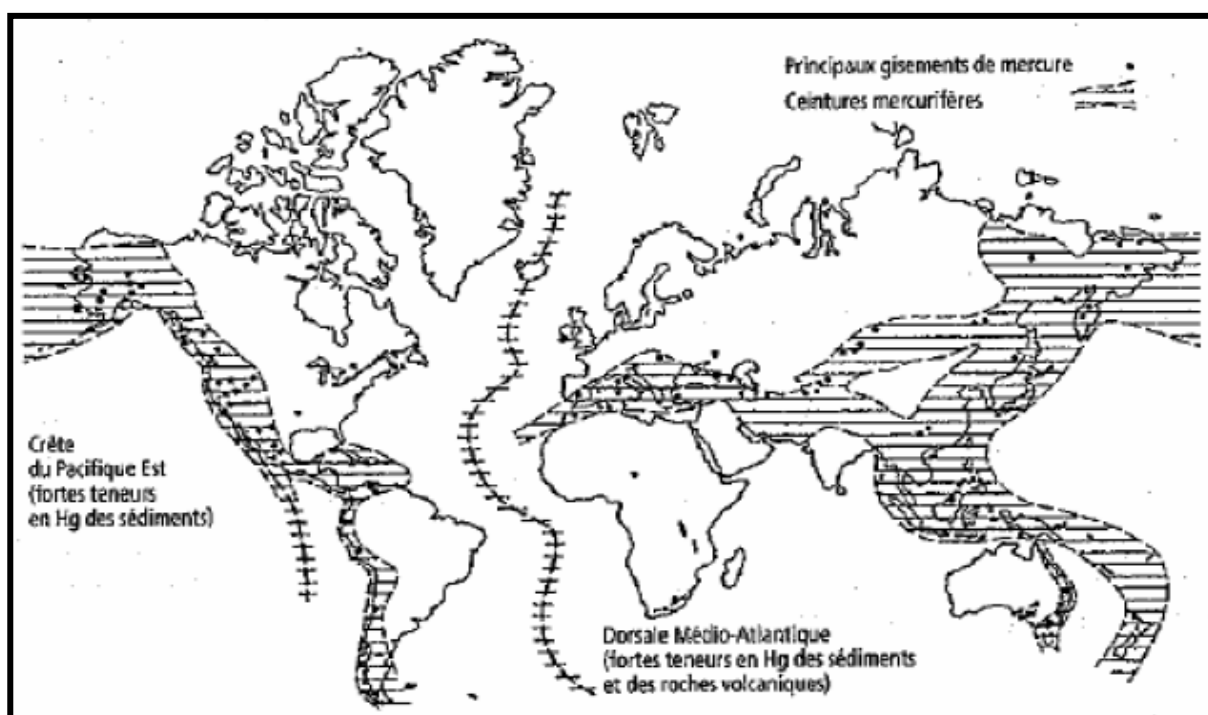 Principaux gisements de mercure
Ceintures mercurifères
Crête
du Pacifique Est
(fortes teneurs
en Hg des sédiments)
Dorsale Médio-Atlantique
(fortes teneurs en Hg des sédiments
et des roches volcaniques)